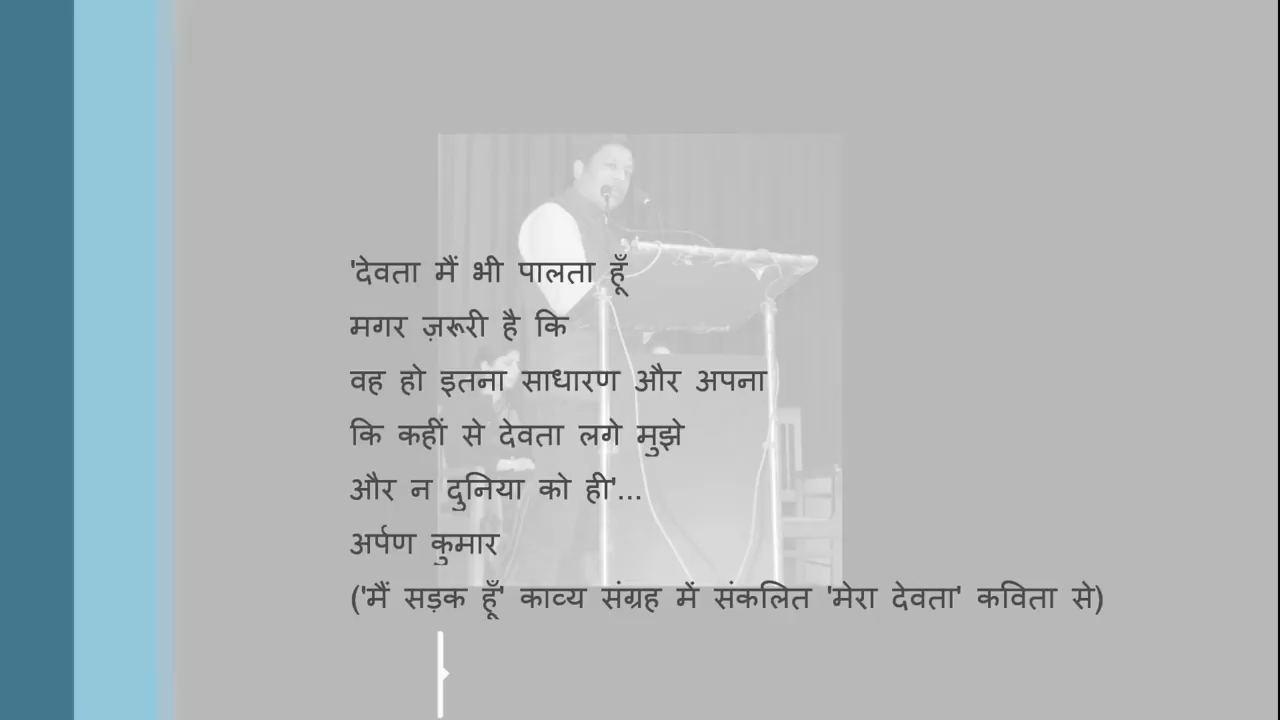 'देवता मैं भी पालता हूँ
मगर ज़रूरी है कि
वह हो इतना साधारण और अपना
कि कहीं से देवता लगे मुझे
और न दुनिया को ही'...
अर्पण कुमार
('मैं सड़क हूँ' काव्य संग्रह में संकलित 'मेरा देवता' कविता से)